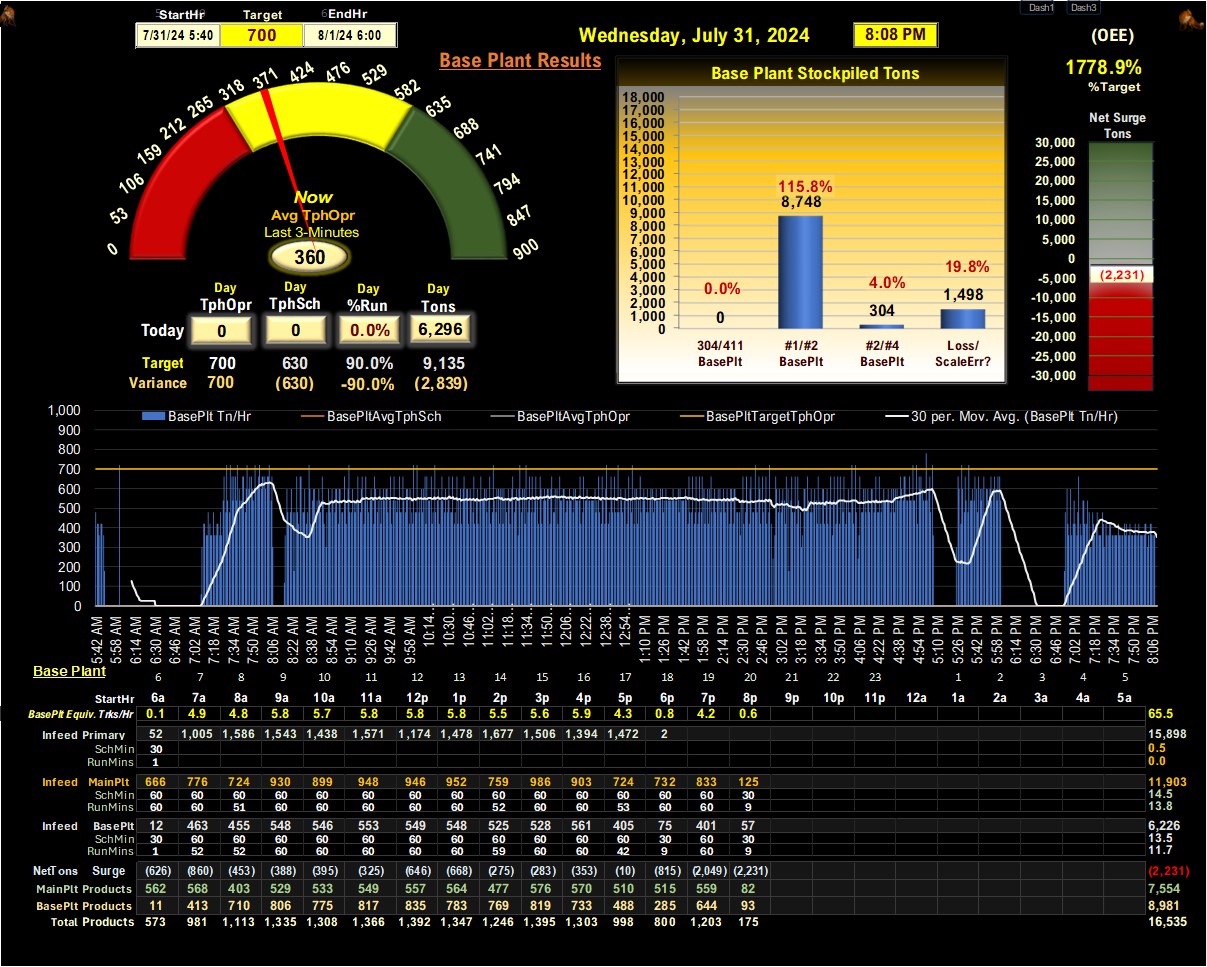 StartHr Target EndHr
7/31/24 5:40 700 8/1/24 6:00
Dash1 Dash3
Wednesday, July 31, 2024 8:08 PM
(OEE)
1778.9%
%Target
Base Plant Results
0 53 106 159 212 265 318 371 424 476 529 582 635 688 741 794 847 900
Now
Avg TphOpr
Last 3-Minutes
360
Day Day Day Day
TphOpr TphSch %Run Tons
Today 0 0 0.0% 6,296
Target 700 630 90.0% 9,135
Variance 700 (630) -90.0% (2,839)
Base Plant Stockpiled Tons
18,000
17,000
16,000
15,000
14,000
13,000
12,000
11,000
10,000
9,000
8,000
7,000
6,000
5,000
4,000
3,000
2,000
1,000
0
0.0% 115.8% 4.0% 19.8%
0 8,748 304 1,498
304/411 #1/#2 #2/#4 Loss/
BasePlt BasePlt BasePlt ScaleErr?
Net Surge
Tons
30,000
25,000
20,000
15,000
10,000
5,000
0
-5,000
-10,000
-15,000
-20,000
-25,000
-30,000
(2,231)
BasePlt Tn/Hr BasePltAvgTphSch BasePltAvgTphOpr BasePltTargetTphOpr 30 per. Mov. Avg. (BasePlt Tn/Hr)
1,000
900
800
700
600
500
400
300
200
100
0
5:42 AM 5:58 AM 6:14 AM 6:30 AM 6:46 AM 7:02 AM 7:18 AM 7:34 AM 7:50 AM 8:06 AM 8:22 AM 8:38 AM 8:54 AM 9:10 AM 9:26 AM 9:42 AM 9:58 AM 10:14... 10:30... 10:46... 11:02... 11:18... 11:34... 11:50... 12:06... 12:22... 12:38... 12:54... 1:10 PM 1:26 PM 1:42 PM 1:58 PM 2:14 PM 2:30 PM 2:46 PM 3:02 PM 3:18 PM 3:34 PM 3:50 PM 4:06 PM 4:22 PM 4:38 PM 4:54 PM 5:10 PM 5:26 PM 5:42 PM 5:58 PM 6:14 PM 6:30 PM 6:46 PM 7:02 PM 7:18 PM 7:34 PM 7:50 PM 8:06 PM
Base Plant
6 7 8 9 10 11 12 13 14 15 16 17 18 19 20 21 22 23 1 2 3 4 5
StartHr 6a 7a 8a 9a 10a 11a 12p 1p 2p 3p 4p 5p 6p 7p 8p 9p 10p 11p 12a 1a 2a 3a 4a 5a
BasePlt Equiv. Trks/Hr 0.1 4.9 4.8 5.8 5.7 5.8 5.8 5.8 5.5 5.6 5.9 4.3 0.8 4.2 0.6 65.5
Infeed Primary 52 1,005 1,586 1,543 1,438 1,571 1,174 1,478 1,677 1,506 1,394 1,472 2 15,898
SchMin 30 0.5
RunMins 1 0.0
Infeed MainPlt 666 776 724 930 899 948 946 952 759 986 903 724 732 833 125 11,903
SchMin 60 60 60 60 60 60 60 60 60 60 60 60 60 60 30 14.5
RunMins 60 60 51 60 60 60 60 60 52 60 60 53 60 60 9 13.8
Infeed BasePlt 12 463 455 548 546 553 549 548 525 528 561 405 75 401 57 6,226
SchMin 30 60 60 60 60 60 60 60 60 60 60 60 30 60 30 13.5
RunMins 1 52 52 60 60 60 60 60 59 60 60 42 9 60 9 11.7
NetTons Surge (626) (860) (453) (388) (395) (325) (646) (668) (275) (283) (353) (10) (815) (2,049) (2,231) (2,231)
MainPlt Products 562 568 403 529 533 549 557 564 477 576 570 510 515 559 82 7,554
BasePlt Products 11 413 710 806 775 817 835 783 769 819 733 488 285 644 93 8,981
Total Products 573 981 1,113 1,335 1,308 1,366 1,392 1,347 1,246 1,395 1,303 998 800 1,203 175 16,535